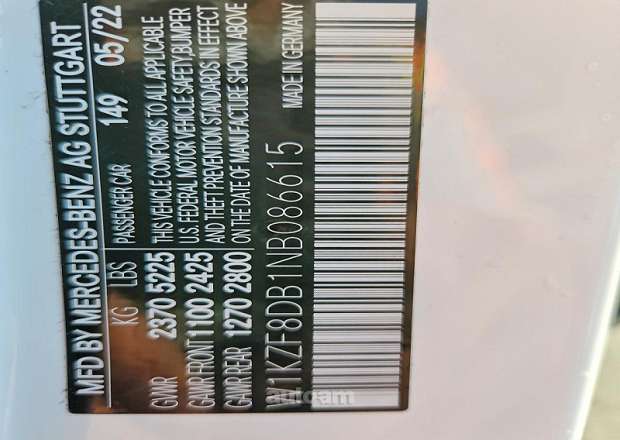 MFD BY MERCEDES-BENZ AG STUTTGART
KG LBS PASSENGER CAR 149 05/22
GVWR 2370 5225 THIS VEHICLE CONFORMS TO ALL APPLICABLE
U.S. FEDERAL MOTOR VEHICLE SAFETY, BUMPER
GAWR FRONT 1100 2425 AND THEFT PREVENTION STANDARDS IN EFFECT
GAWR REAR 1270 2800 ON THE DATE OF MANUFACTURE SHOWN ABOVE
W1KZF8DB1NB086615 MADE IN GERMANY
autoam